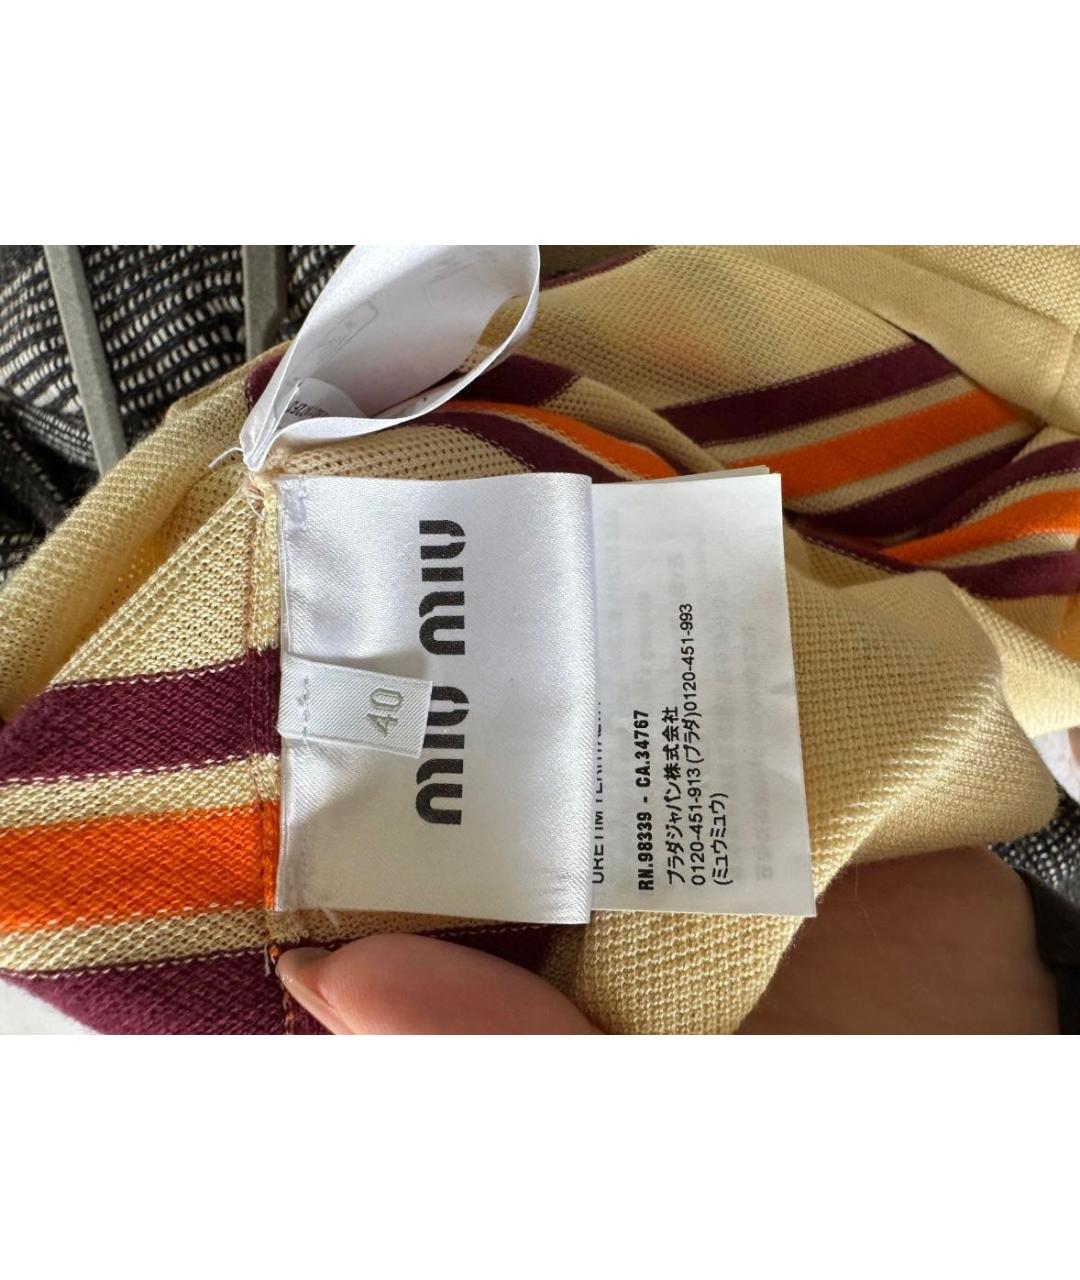 miu miu
40
RN.98339 - CA.34767
プラダジャパン株式会社
0120-451-913 (プラダ)0120-451-993
(ミュウミュウ)